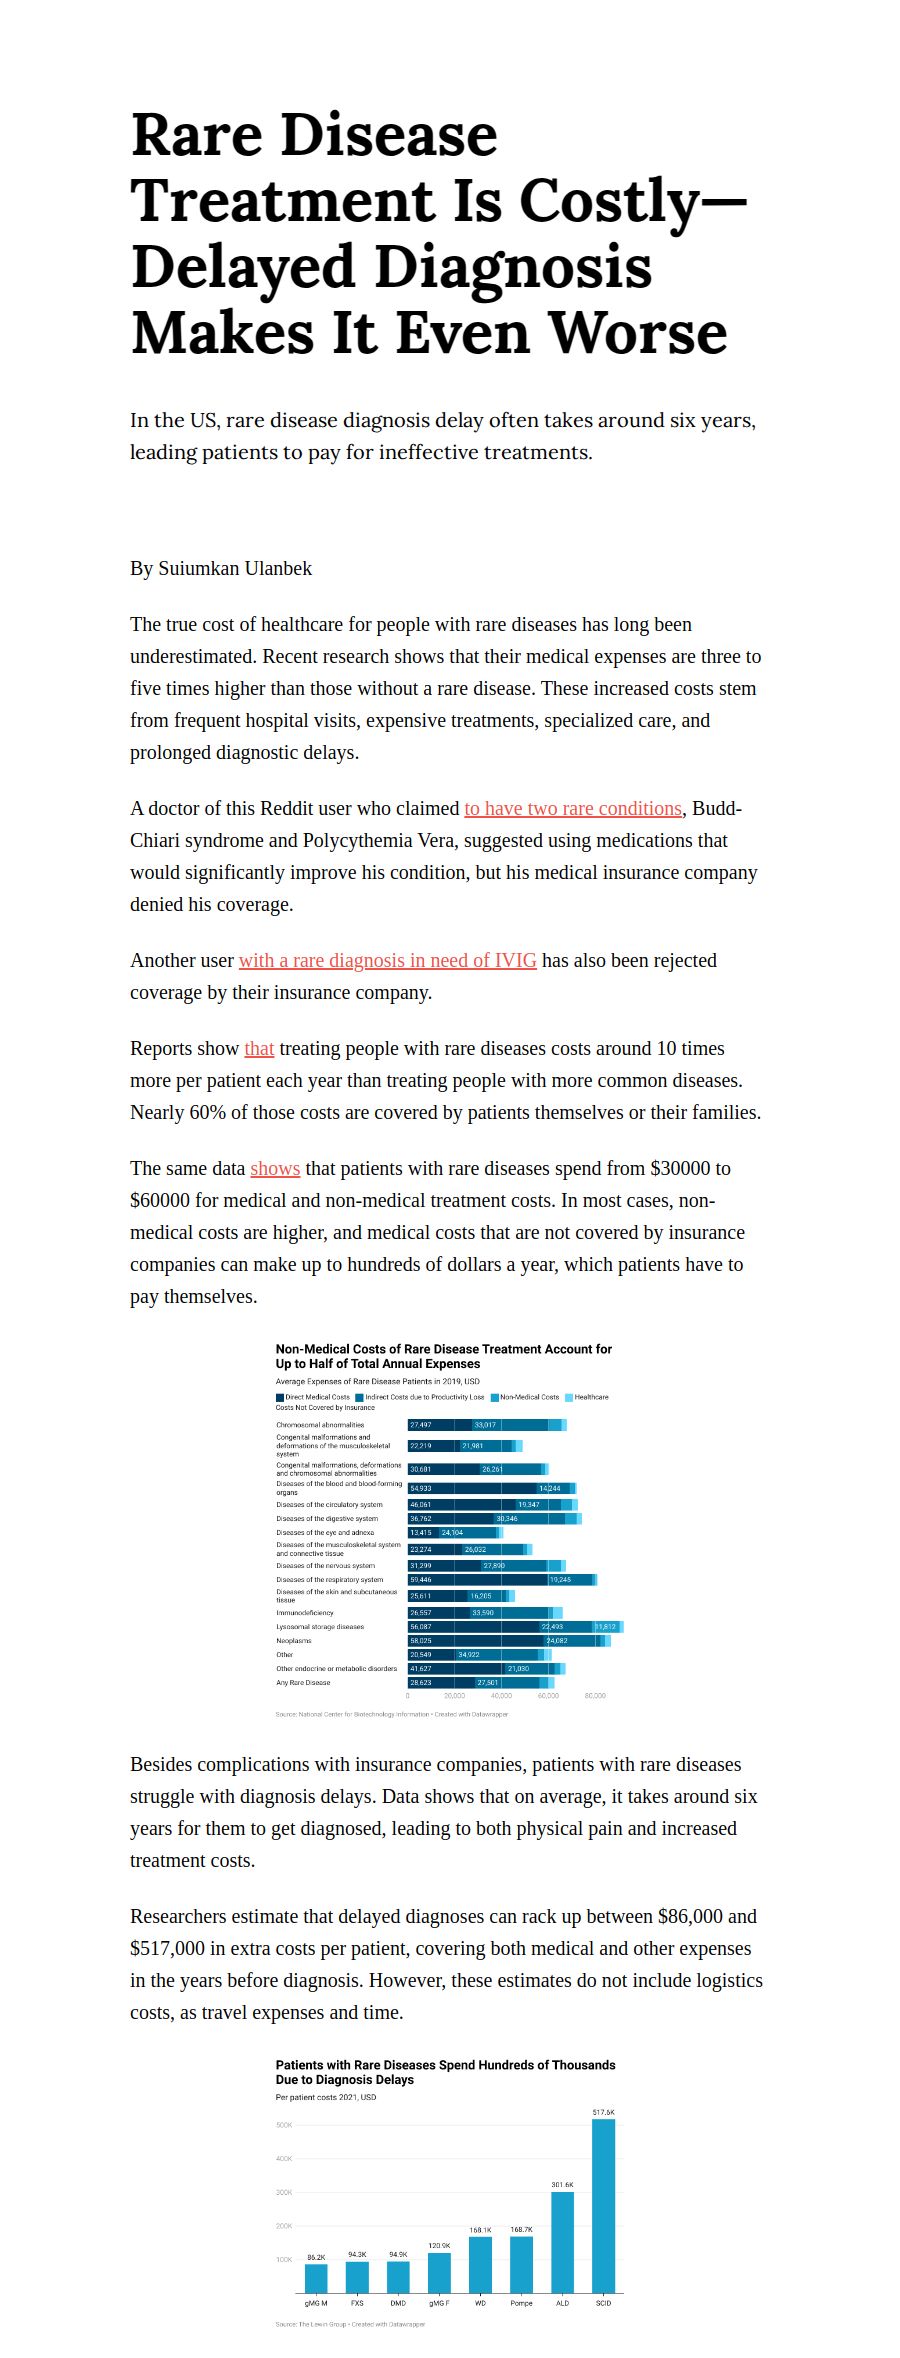 Rare Disease
Treatment Is Costly—
Delayed Diagnosis
Makes It Even Worse
In the US, rare disease diagnosis delay often takes around six years,
leading patients to pay for ineffective treatments.
By Suiumkan Ulanbek
The true cost of healthcare for people with rare diseases has long been
underestimated. Recent research shows that their medical expenses are three to
five times higher than those without a rare disease. These increased costs stem
from frequent hospital visits, expensive treatments, specialized care, and
prolonged diagnostic delays.
A doctor of this Reddit user who claimed to have two rare conditions, Budd-
Chiari syndrome and Polycythemia Vera, suggested using medications that
would significantly improve his condition, but his medical insurance company
denied his coverage.
Another user with a rare diagnosis in need of IVIG has also been rejected
coverage by their insurance company.
Reports show that treating people with rare diseases costs around 10 times
more per patient each year than treating people with more common diseases.
Nearly 60% of those costs are covered by patients themselves or their families.
The same data shows that patients with rare diseases spend from $30000 to
$60000 for medical and non-medical treatment costs. In most cases, non-
medical costs are higher, and medical costs that are not covered by insurance
companies can make up to hundreds of dollars a year, which patients have to
pay themselves.
Non-Medical Costs of Rare Disease Treatment Account for
Up to Half of Total Annual Expenses
Average Expenses of Rare Disease Patients in 2019, USD
Direct Medical Costs Indirect Costs due to Productivity Loss Non-Medical Costs Healthcare
Costs Not Covered by Insurance
Chromosomal abnormalities 27,497 33,017
Congenital malformations and
deformations of the musculoskeletal 22,219 21,981
system
Congenital malformations, deformations 30,681 26,261
and chromosomal abnormalities
Diseases of the blood and blood-forming 54,933 14,244
organs
Diseases of the circulatory system 46,061 19,347
Diseases of the digestive system 36,762 30,346
Diseases of the eye and adnexa 13,415 24,104
Diseases of the musculoskeletal system 23,274 26,032
and connective tissue
Diseases of the nervous system 31,299 27,890
Diseases of the respiratory system 59,446 19,245
Diseases of the skin and subcutaneous 25,611 16,205
tissue
Immunodeficiency 26,557 33,590
Lysosomal storage diseases 56,087 22,493 11,812
Neoplasms 58,025 24,082
Other 20,549 34,922
Other endocrine or metabolic disorders 41,627 21,030
Any Rare Disease 28,623 27,501
0 20,000 40,000 60,000 80,000
Source: National Center for Biotechnology Information • Created with Datawrapper
Besides complications with insurance companies, patients with rare diseases
struggle with diagnosis delays. Data shows that on average, it takes around six
years for them to get diagnosed, leading to both physical pain and increased
treatment costs.
Researchers estimate that delayed diagnoses can rack up between $86,000 and
$517,000 in extra costs per patient, covering both medical and other expenses
in the years before diagnosis. However, these estimates do not include logistics
costs, as travel expenses and time.
Patients with Rare Diseases Spend Hundreds of Thousands
Due to Diagnosis Delays
Per patient costs 2021, USD
500K
400K
300K
200K
100K
86.2K 94.3K 94.9K 120.9K 168.1K 168.7K 301.6K 517.6K
gMG M FXS DMD gMG F WD Pompe ALD SCID
Source: The Lewin Group • Created with Datawrapper